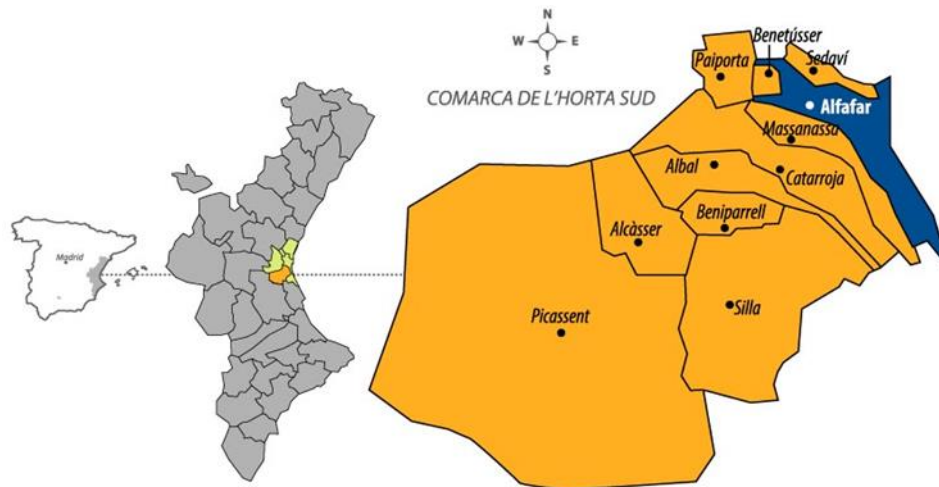 N
W E
S
COMARCA DE L'HORTA SUD
Madrid
Paiporta
Benetússer
Sedaví
Alfafar
Massanassa
Albal
Catarroja
Beniparrell
Alcàsser
Silla
Picassent